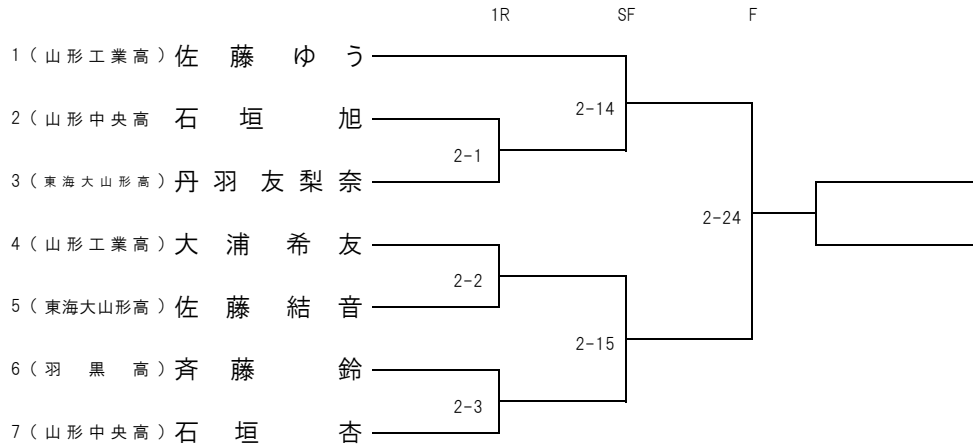 1R SF F
1 ( 山形工業高 ) 佐藤ゆう
2-14
2 ( 山形中央高 石垣旭
2-1
3 ( 東海大山形高 ) 丹羽友梨奈
2-24
4 ( 山形工業高 ) 大浦希友
2-2
5 ( 東海大山形高 ) 佐藤結音
2-15
6 ( 羽黒高 ) 斉藤鈴
2-3
7 ( 山形中央高 ) 石垣杏